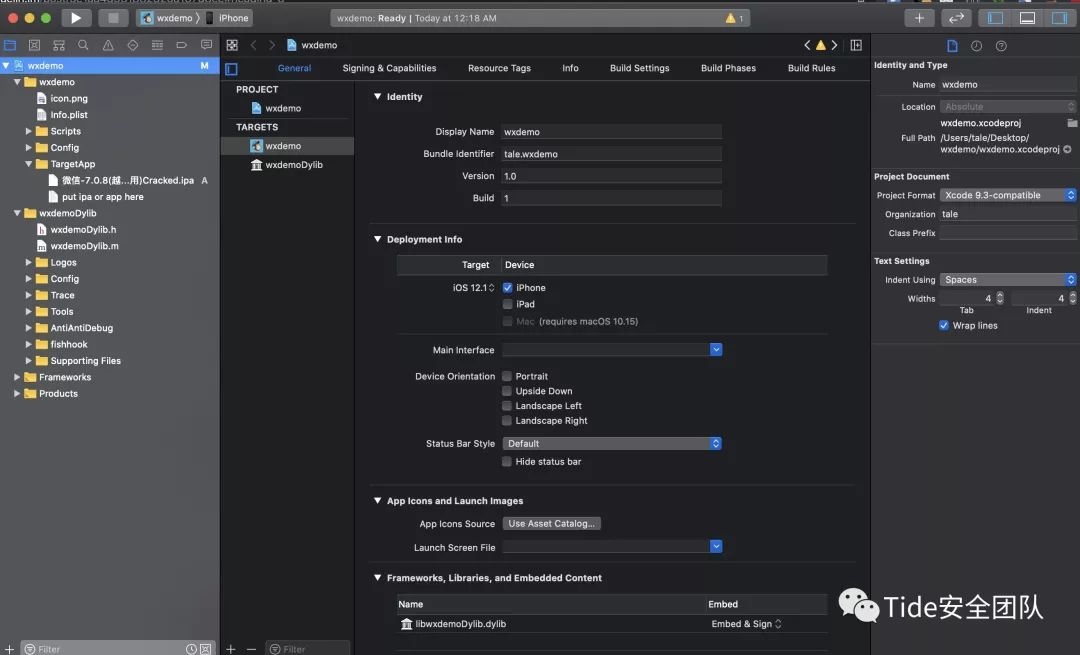 wxdemo
iPhone
wxdemo: Ready | Today at 12:18 AM
1
wxdemo
M
wxdemo
icon.png
Info.plist
Scripts
Config
TargetApp
微信-7.0.8(越...用)Cracked.ipa
A
put ipa or app here
wxdemoDylib
wxdemoDylib.h
wxdemoDylib.m
Logos
Config
Trace
Tools
AntiAntiDebug
fishhook
Supporting Files
Frameworks
Products
Filter
wxdemo
General
Signing & Capabilities
Resource Tags
Info
Build Settings
Build Phases
Build Rules
PROJECT
wxdemo
TARGETS
wxdemo
wxdemoDylib
Filter
Identity
Display Name wxdemo
Bundle Identifier tale.wxdemo
Version 1.0
Build 1
Deployment Info
Target Device
iOS 12.1 iPhone
iPad
Mac (requires macOS 10.15)
Main Interface
Device Orientation Portrait
Upside Down
Landscape Left
Landscape Right
Status Bar Style Default
Hide status bar
App Icons and Launch Images
App Icons Source Use Asset Catalog...
Launch Screen File
Frameworks, Libraries, and Embedded Content
Name Embed
libwxdemoDylib.dylib Embed & Sign
Identity and Type
Name wxdemo
Location Absolute
wxdemo.xcodeproj
Full Path /Users/tale/Desktop/
wxdemo/wxdemo.xcodeproj
Project Document
Project Format Xcode 9.3-compatible
Organization tale
Class Prefix
Text Settings
Indent Using Spaces
Widths 4 4
Tab Indent
Wrap lines
Tide安全团队